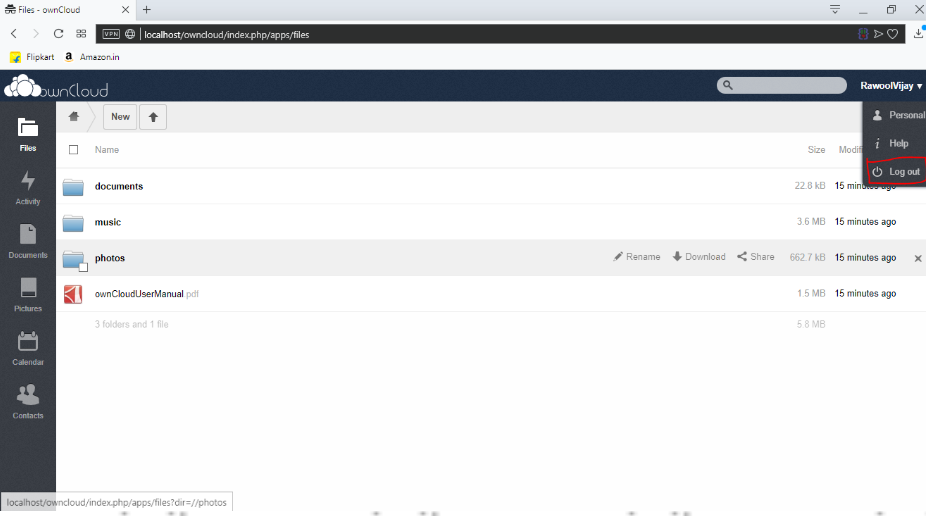 Files - ownCloud
VPN localhost/owncloud/index.php/apps/files
Flipkart a Amazon.in
ownCloud RawoolVijay
Personal
Help
Log out
Files
Activity
Documents
Pictures
Calendar
Contacts
New
Name Size
documents 22.8 kB 15 minutes ago
music 3.6 MB 15 minutes ago
photos Rename Download Share 662.7 kB 15 minutes ago
ownCloudUserManual pdf 1.5 MB 15 minutes ago
3 folders and 1 file 5.8 MB
localhost/owncloud/index.php/apps/files?dir=//photos